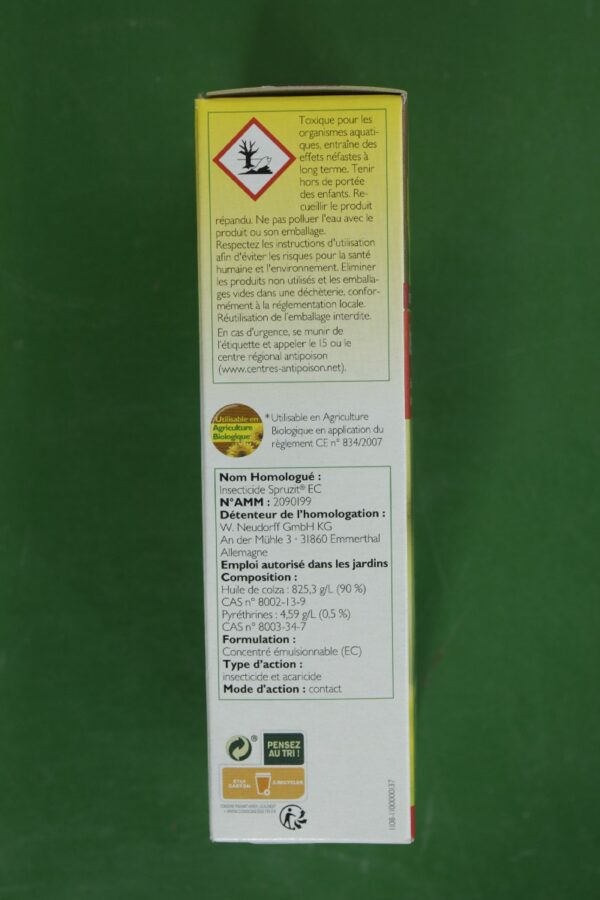 Toxique pour les
organismes aquati-
ques, entraîne des
effets néfastes à
long terme. Tenir
hors de portée
des enfants. Re-
cueillir le produit
répandu. Ne pas polluer l'eau avec le
produit ou son emballage.
Respectez les instructions d'utilisation
afin d'éviter les risques pour la santé
humaine et l'environnement. Eliminer
les produits non utilisés et les emballa-
ges vides dans une déchèterie, confor-
mément à la réglementation locale.
Réutilisation de l'emballage interdite.
En cas d'urgence, se munir de
l'étiquette et appeler le 15 ou le
centre régional antipoison
(www.centres-antipoison.net).
Utilisable en
Agriculture
Biologique*
*Utilisable en Agriculture
Biologique en application du
règlement CE n° 834/2007
Nom Homologué :
Insecticide Spruzit® EC
N°AMM : 2090199
Détenteur de l'homologation :
W. Neudorff GmbH KG
An der Mühle 3 - 31860 Emmerthal
Allemagne
Emploi autorisé dans les jardins
Composition :
Huile de colza : 825,3 g/L (90 %)
CAS n° 8002-13-9
Pyréthrines : 4,59 g/L (0,5 %)
CAS n° 8003-34-7
Formulation :
Concentré émulsionnable (EC)
Type d'action :
insecticide et acaricide
Mode d'action : contact
®
PENSEZ
AU TRI !
ÉTUI
CARTON
À RECYCLER